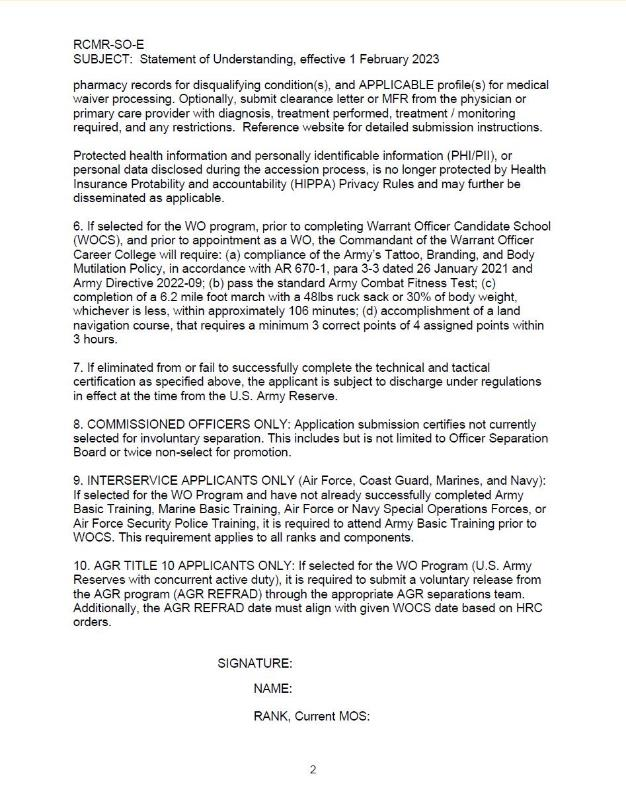 RCMR-SO-E
SUBJECT: Statement of Understanding, effective 1 February 2023
pharmacy records for disqualifying condition(s), and APPLICABLE profile(s) for medical
waiver processing. Optionally, submit clearance letter or MFR from the physician or
primary care provider with diagnosis, treatment performed, treatment / monitoring
required, and any restrictions. Reference website for detailed submission instructions.
Protected health information and personally identifiable information (PHI/PII), or
personal data disclosed during the accession process, is no longer protected by Health
Insurance Protability and accountability (HIPPA) Privacy Rules and may further be
disseminated as applicable.
6. If selected for the WO program, prior to completing Warrant Officer Candidate School
(WOCS), and prior to appointment as a WO, the Commandant of the Warrant Officer
Career College will require: (a) compliance of the Army's Tattoo, Branding, and Body
Mutilation Policy, in accordance with AR 670-1, para 3-3 dated 26 January 2021 and
Army Directive 2022-09; (b) pass the standard Army Combat Fitness Test; (c)
completion of a 6.2 mile foot march with a 48lbs ruck sack or 30% of body weight,
whichever is less, within approximately 106 minutes; (d) accomplishment of a land
navigation course, that requires a minimum 3 correct points of 4 assigned points within
3 hours.
7. If eliminated from or fail to successfully complete the technical and tactical
certification as specified above, the applicant is subject to discharge under regulations
in effect at the time from the U.S. Army Reserve.
8. COMMISSIONED OFFICERS ONLY: Application submission certifies not currently
selected for involuntary separation. This includes but is not limited to Officer Separation
Board or twice non-select for promotion.
9. INTERSERVICE APPLICANTS ONLY (Air Force, Coast Guard, Marines, and Navy):
If selected for the WO Program and have not already successfully completed Army
Basic Training, Marine Basic Training, Air Force or Navy Special Operations Forces, or
Air Force Security Police Training, it is required to attend Army Basic Training prior to
WOCS. This requirement applies to all ranks and components.
10. AGR TITLE 10 APPLICANTS ONLY: If selected for the WO Program (U.S. Army
Reserves with concurrent active duty), it is required to submit a voluntary release from
the AGR program (AGR REFRAD) through the appropriate AGR separations team.
Additionally, the AGR REFRAD date must align with given WOCS date based on HRC
orders.
SIGNATURE:
NAME:
RANK, Current MOS:
2